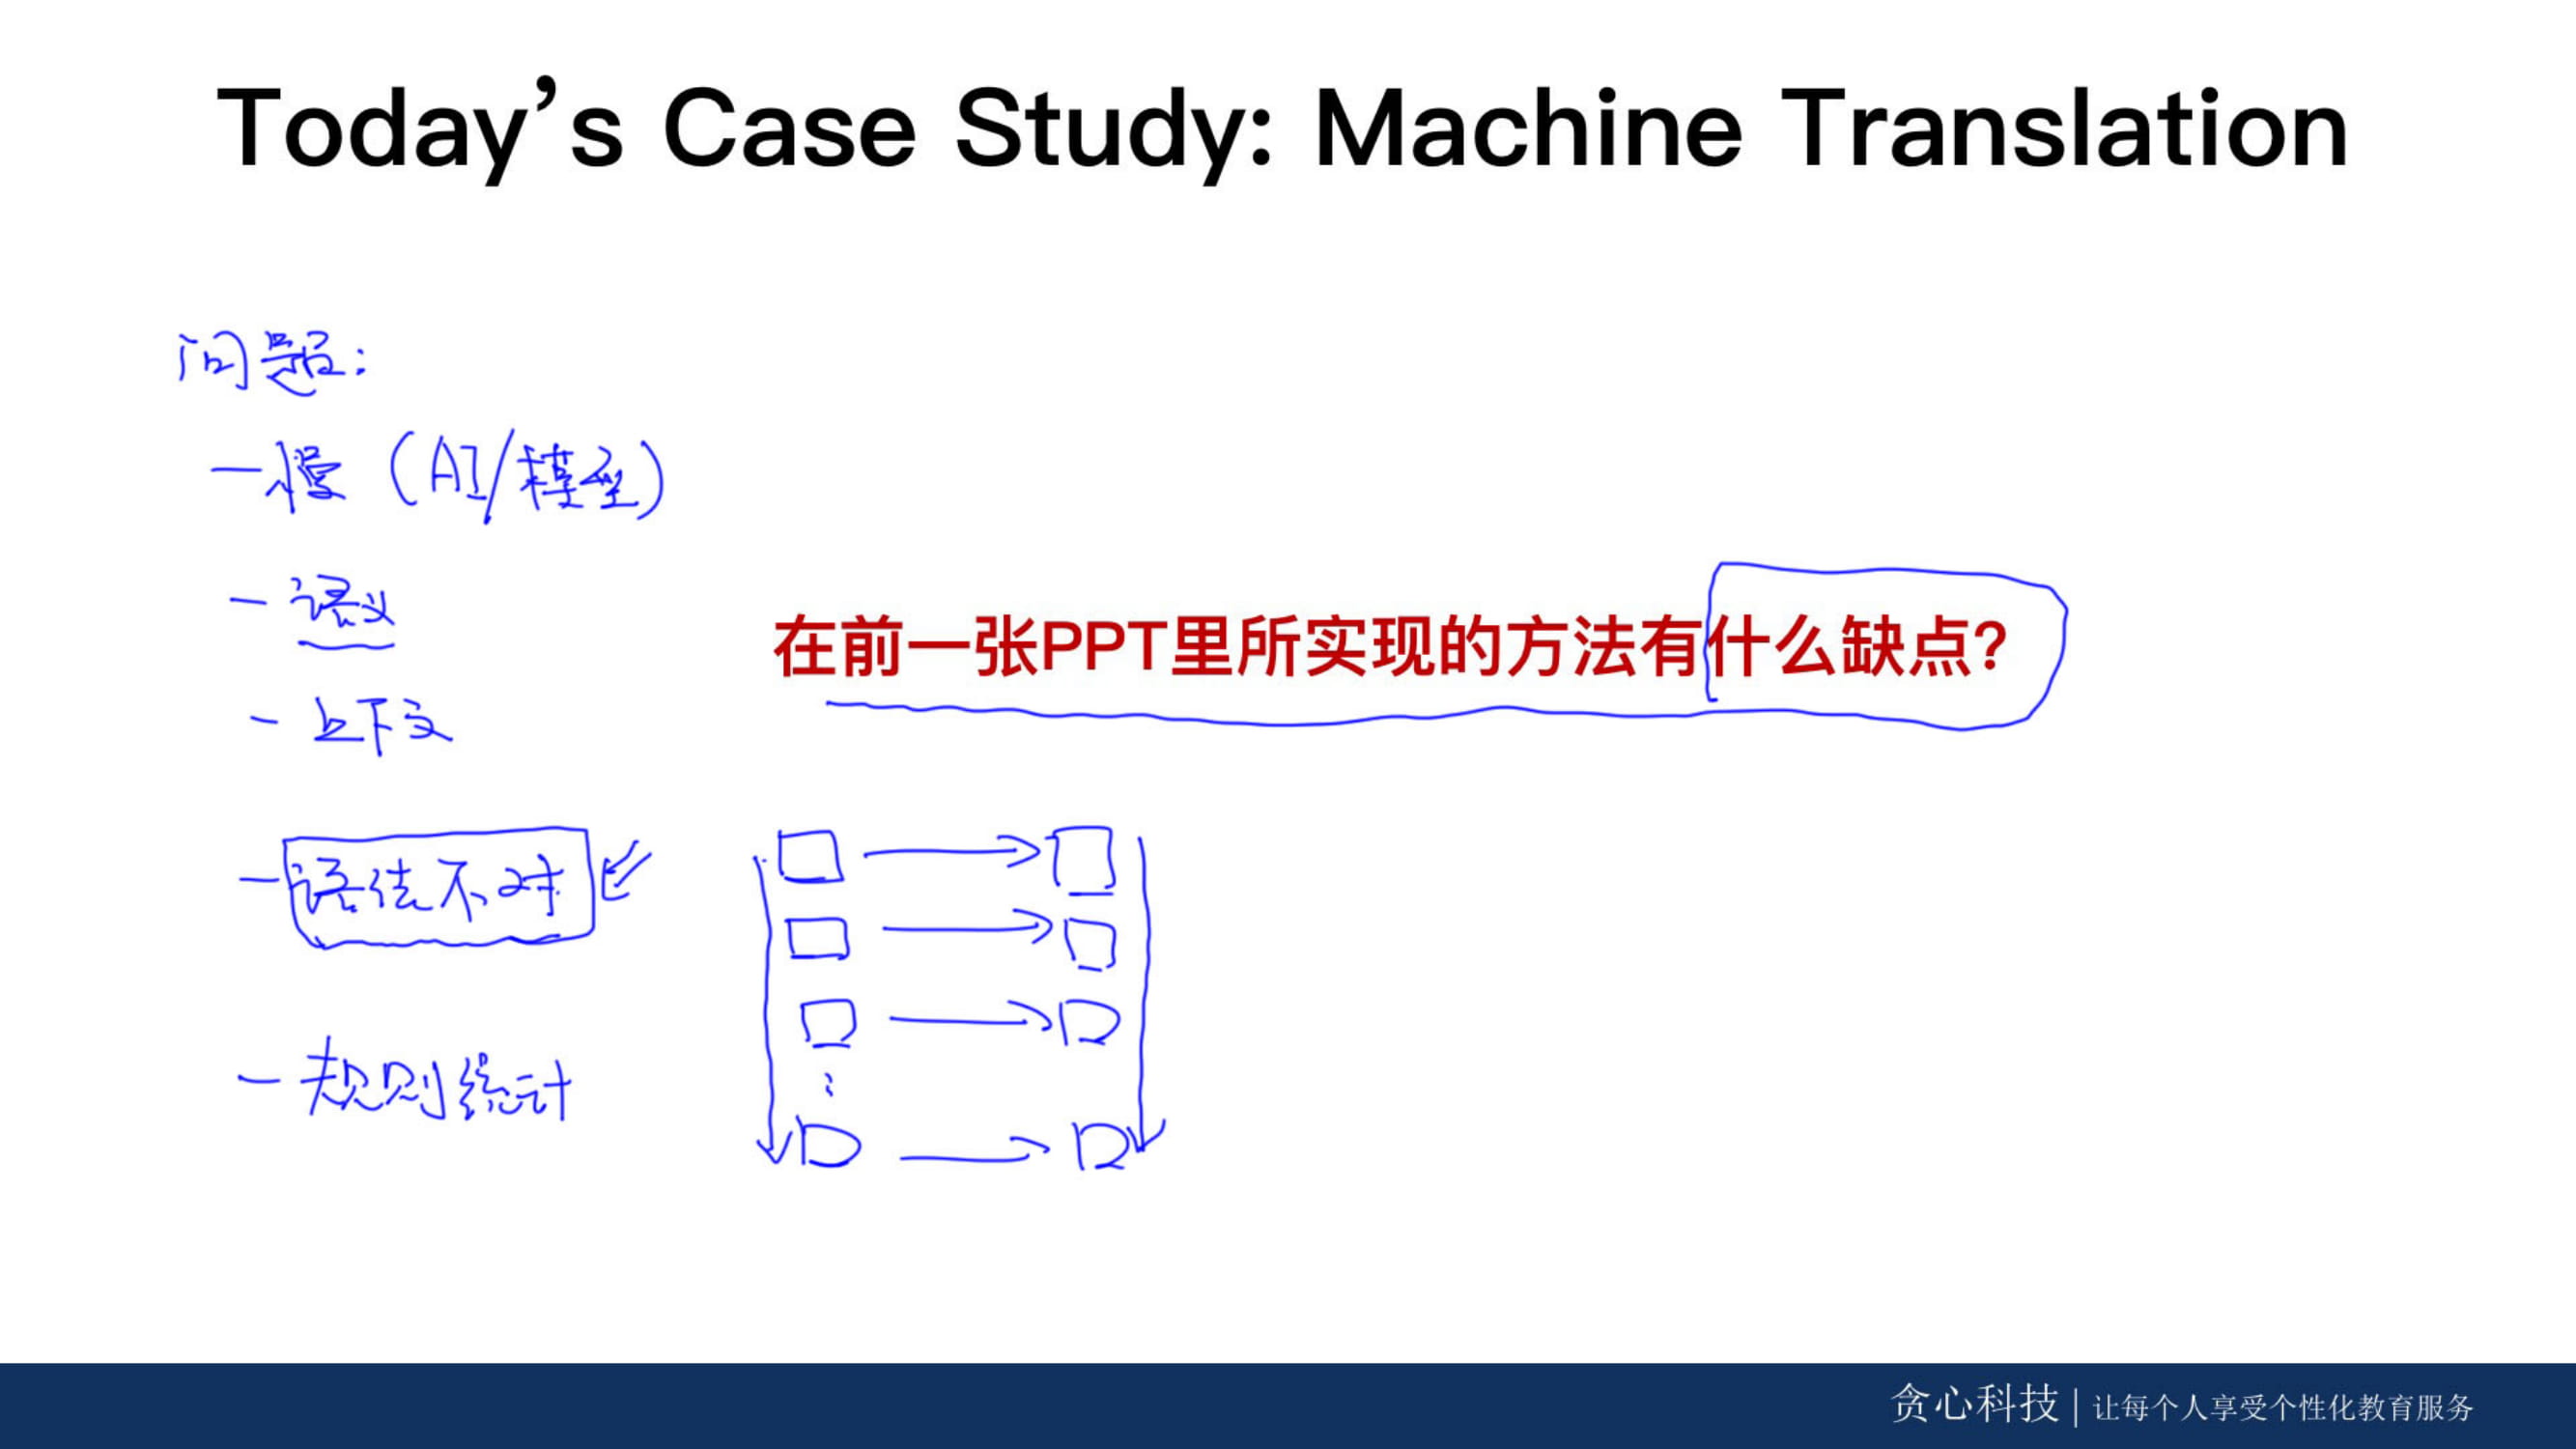 Today’s Case Study: Machine Translation
问题:
-慢 (AI/模型)
-语义
-上下文
在前一张PPT里所实现的方法有什么缺点?
-语法不对
-规则统计
贪心科技 | 让每个人享受个性化教育服务